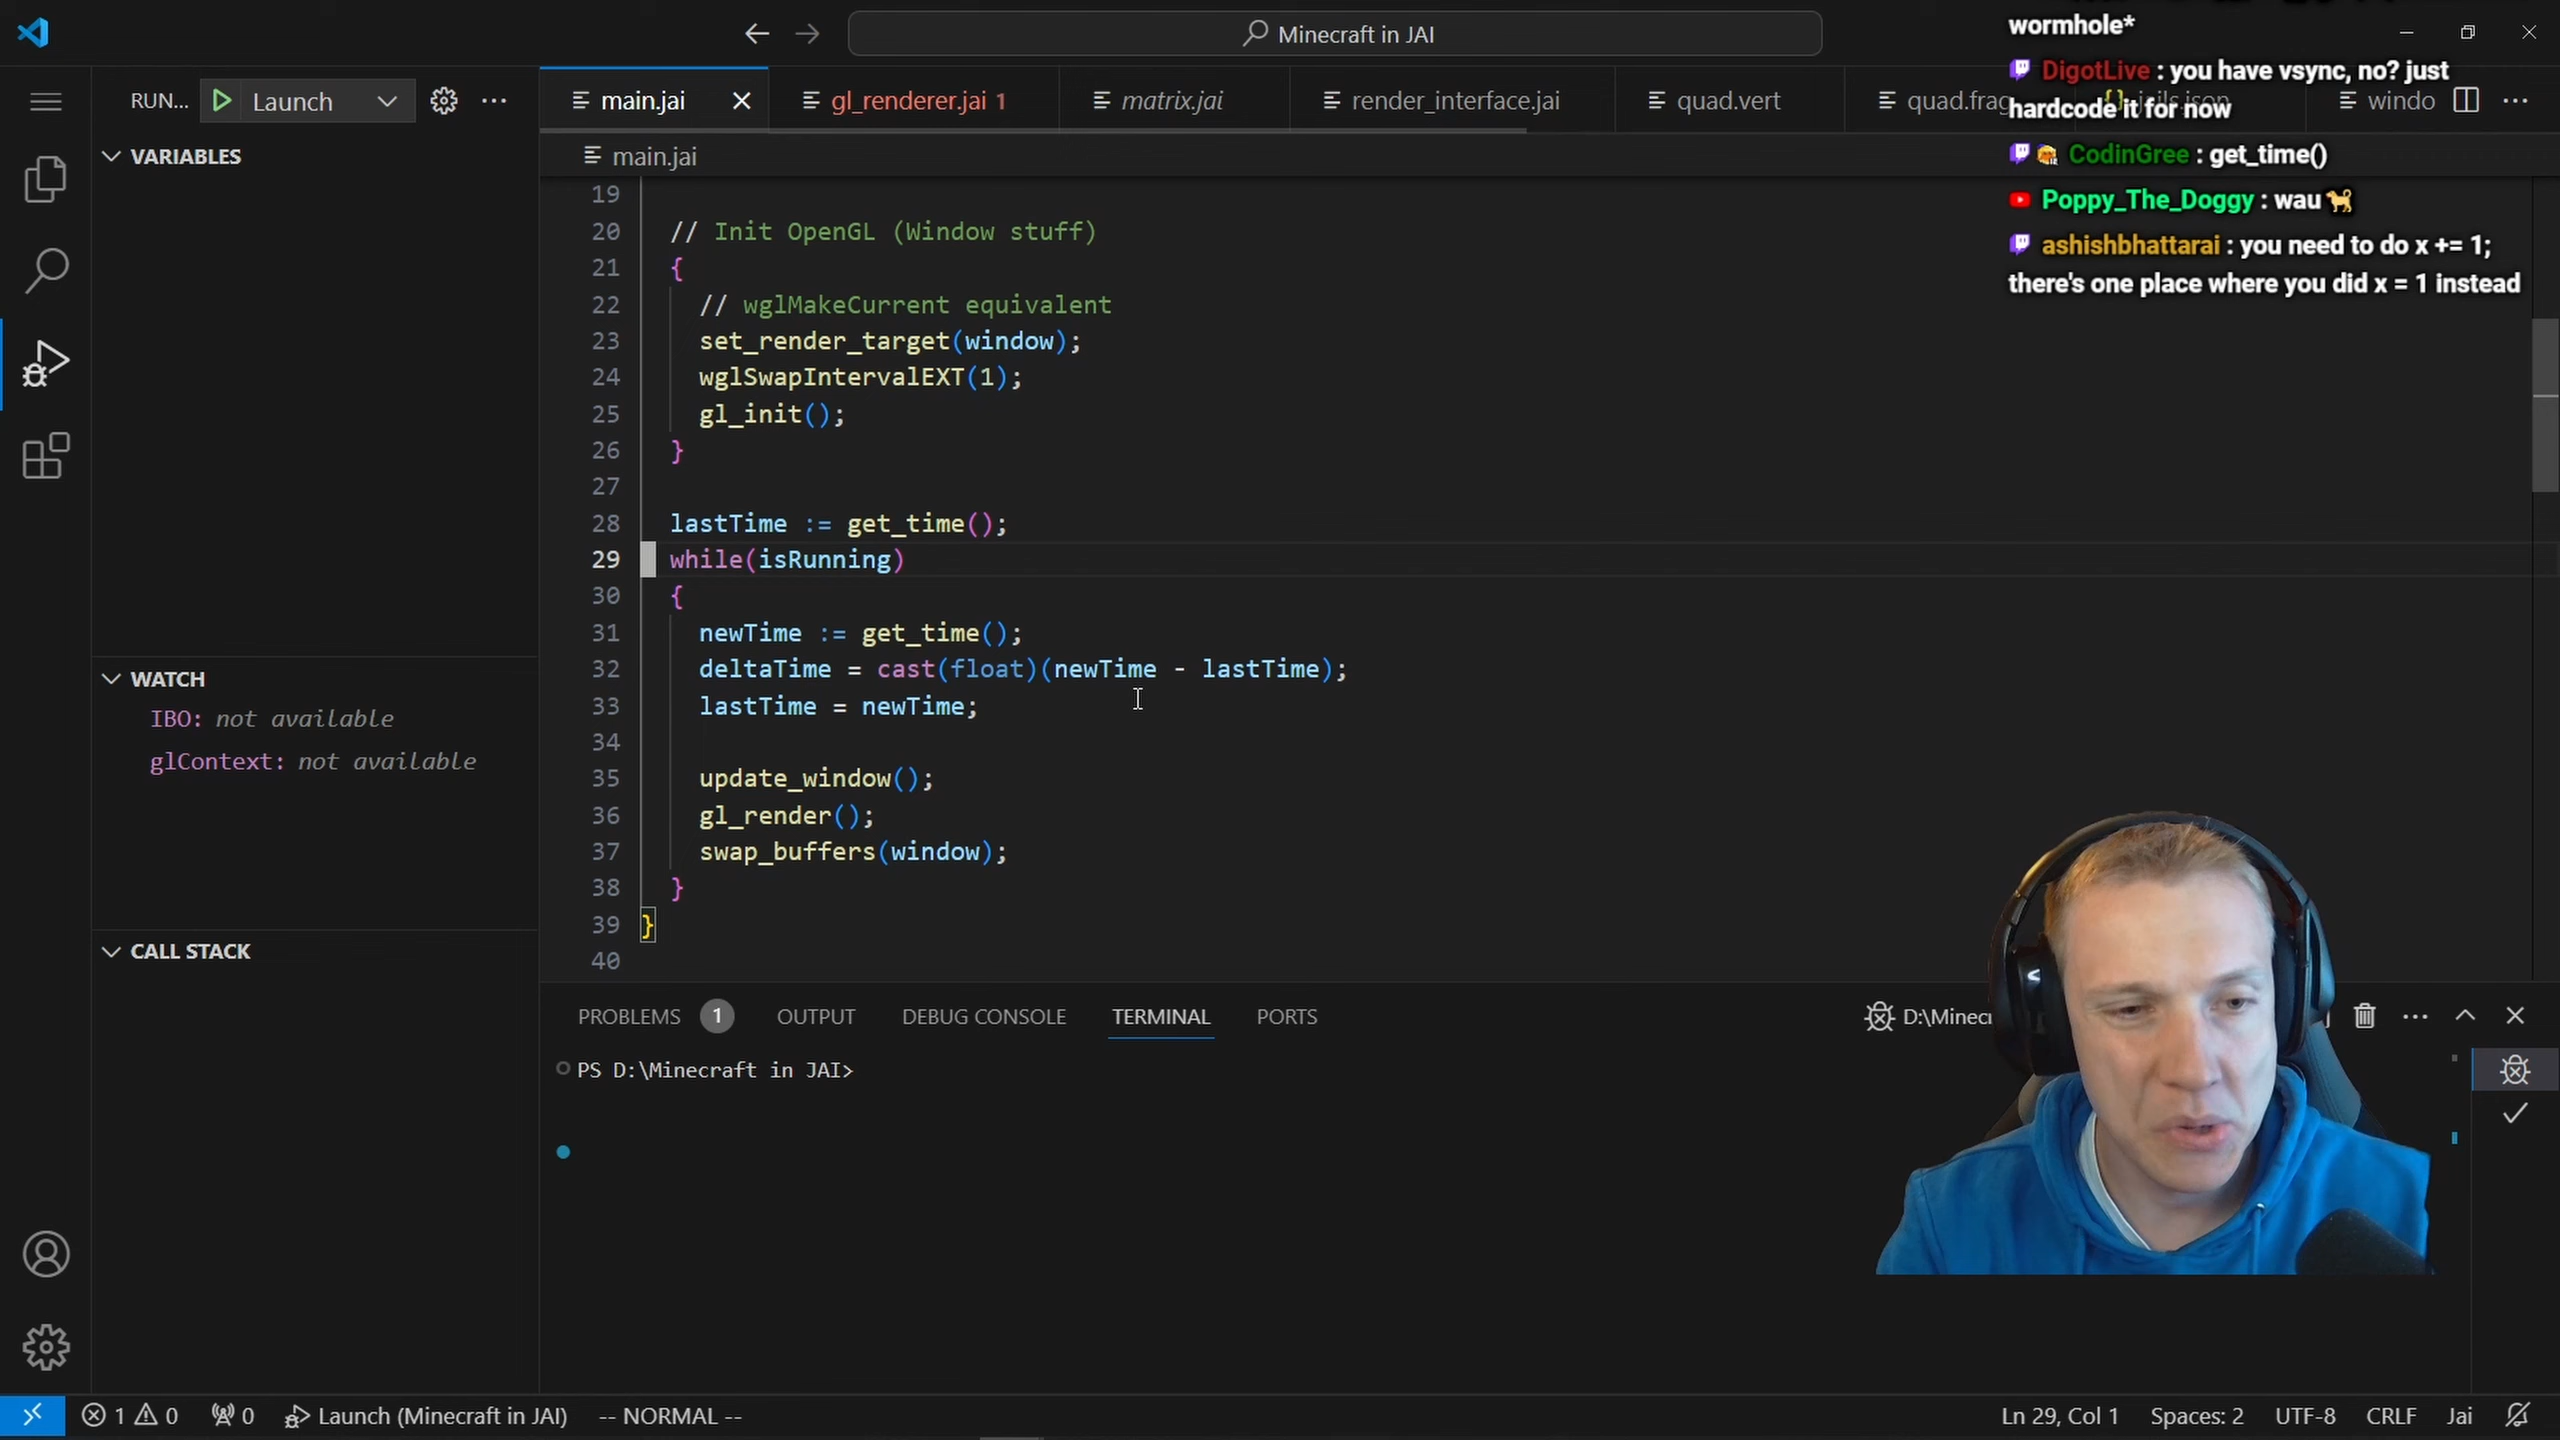 Minecraft in JAI
RUN...
Launch
main.jai
gl_renderer.jai 1
matrix.jai
render_interface.jai
quad.vert
quad.frag
windo
main.jai
VARIABLES
WATCH
IBO: not available
glContext: not available
CALL STACK
19
20 // Init OpenGL (Window stuff)
21 {
22 // wglMakeCurrent equivalent
23 set_render_target(window);
24 wglSwapIntervalEXT(1);
25 gl_init();
26 }
27
28 lastTime := get_time();
29 while(isRunning)
30 {
31 newTime := get_time();
32 deltaTime = cast(float)(newTime - lastTime);
33 lastTime = newTime;
34
35 update_window();
36 gl_render();
37 swap_buffers(window);
38 }
39 }
40
wormhole*
DigotLive : you have vsync, no? just
hardcode it for now
CodinGree : get_time()
Poppy_The_Doggy : wau🐕
ashishbhattarai : you need to do x += 1;
there's one place where you did x = 1 instead
PROBLEMS 1 OUTPUT DEBUG CONSOLE TERMINAL PORTS
D:\Minec
PS D:\Minecraft in JAI>
1 0 0 Launch (Minecraft in JAI) -- NORMAL --
Ln 29, Col 1 Spaces: 2 UTF-8 CRLF Jai